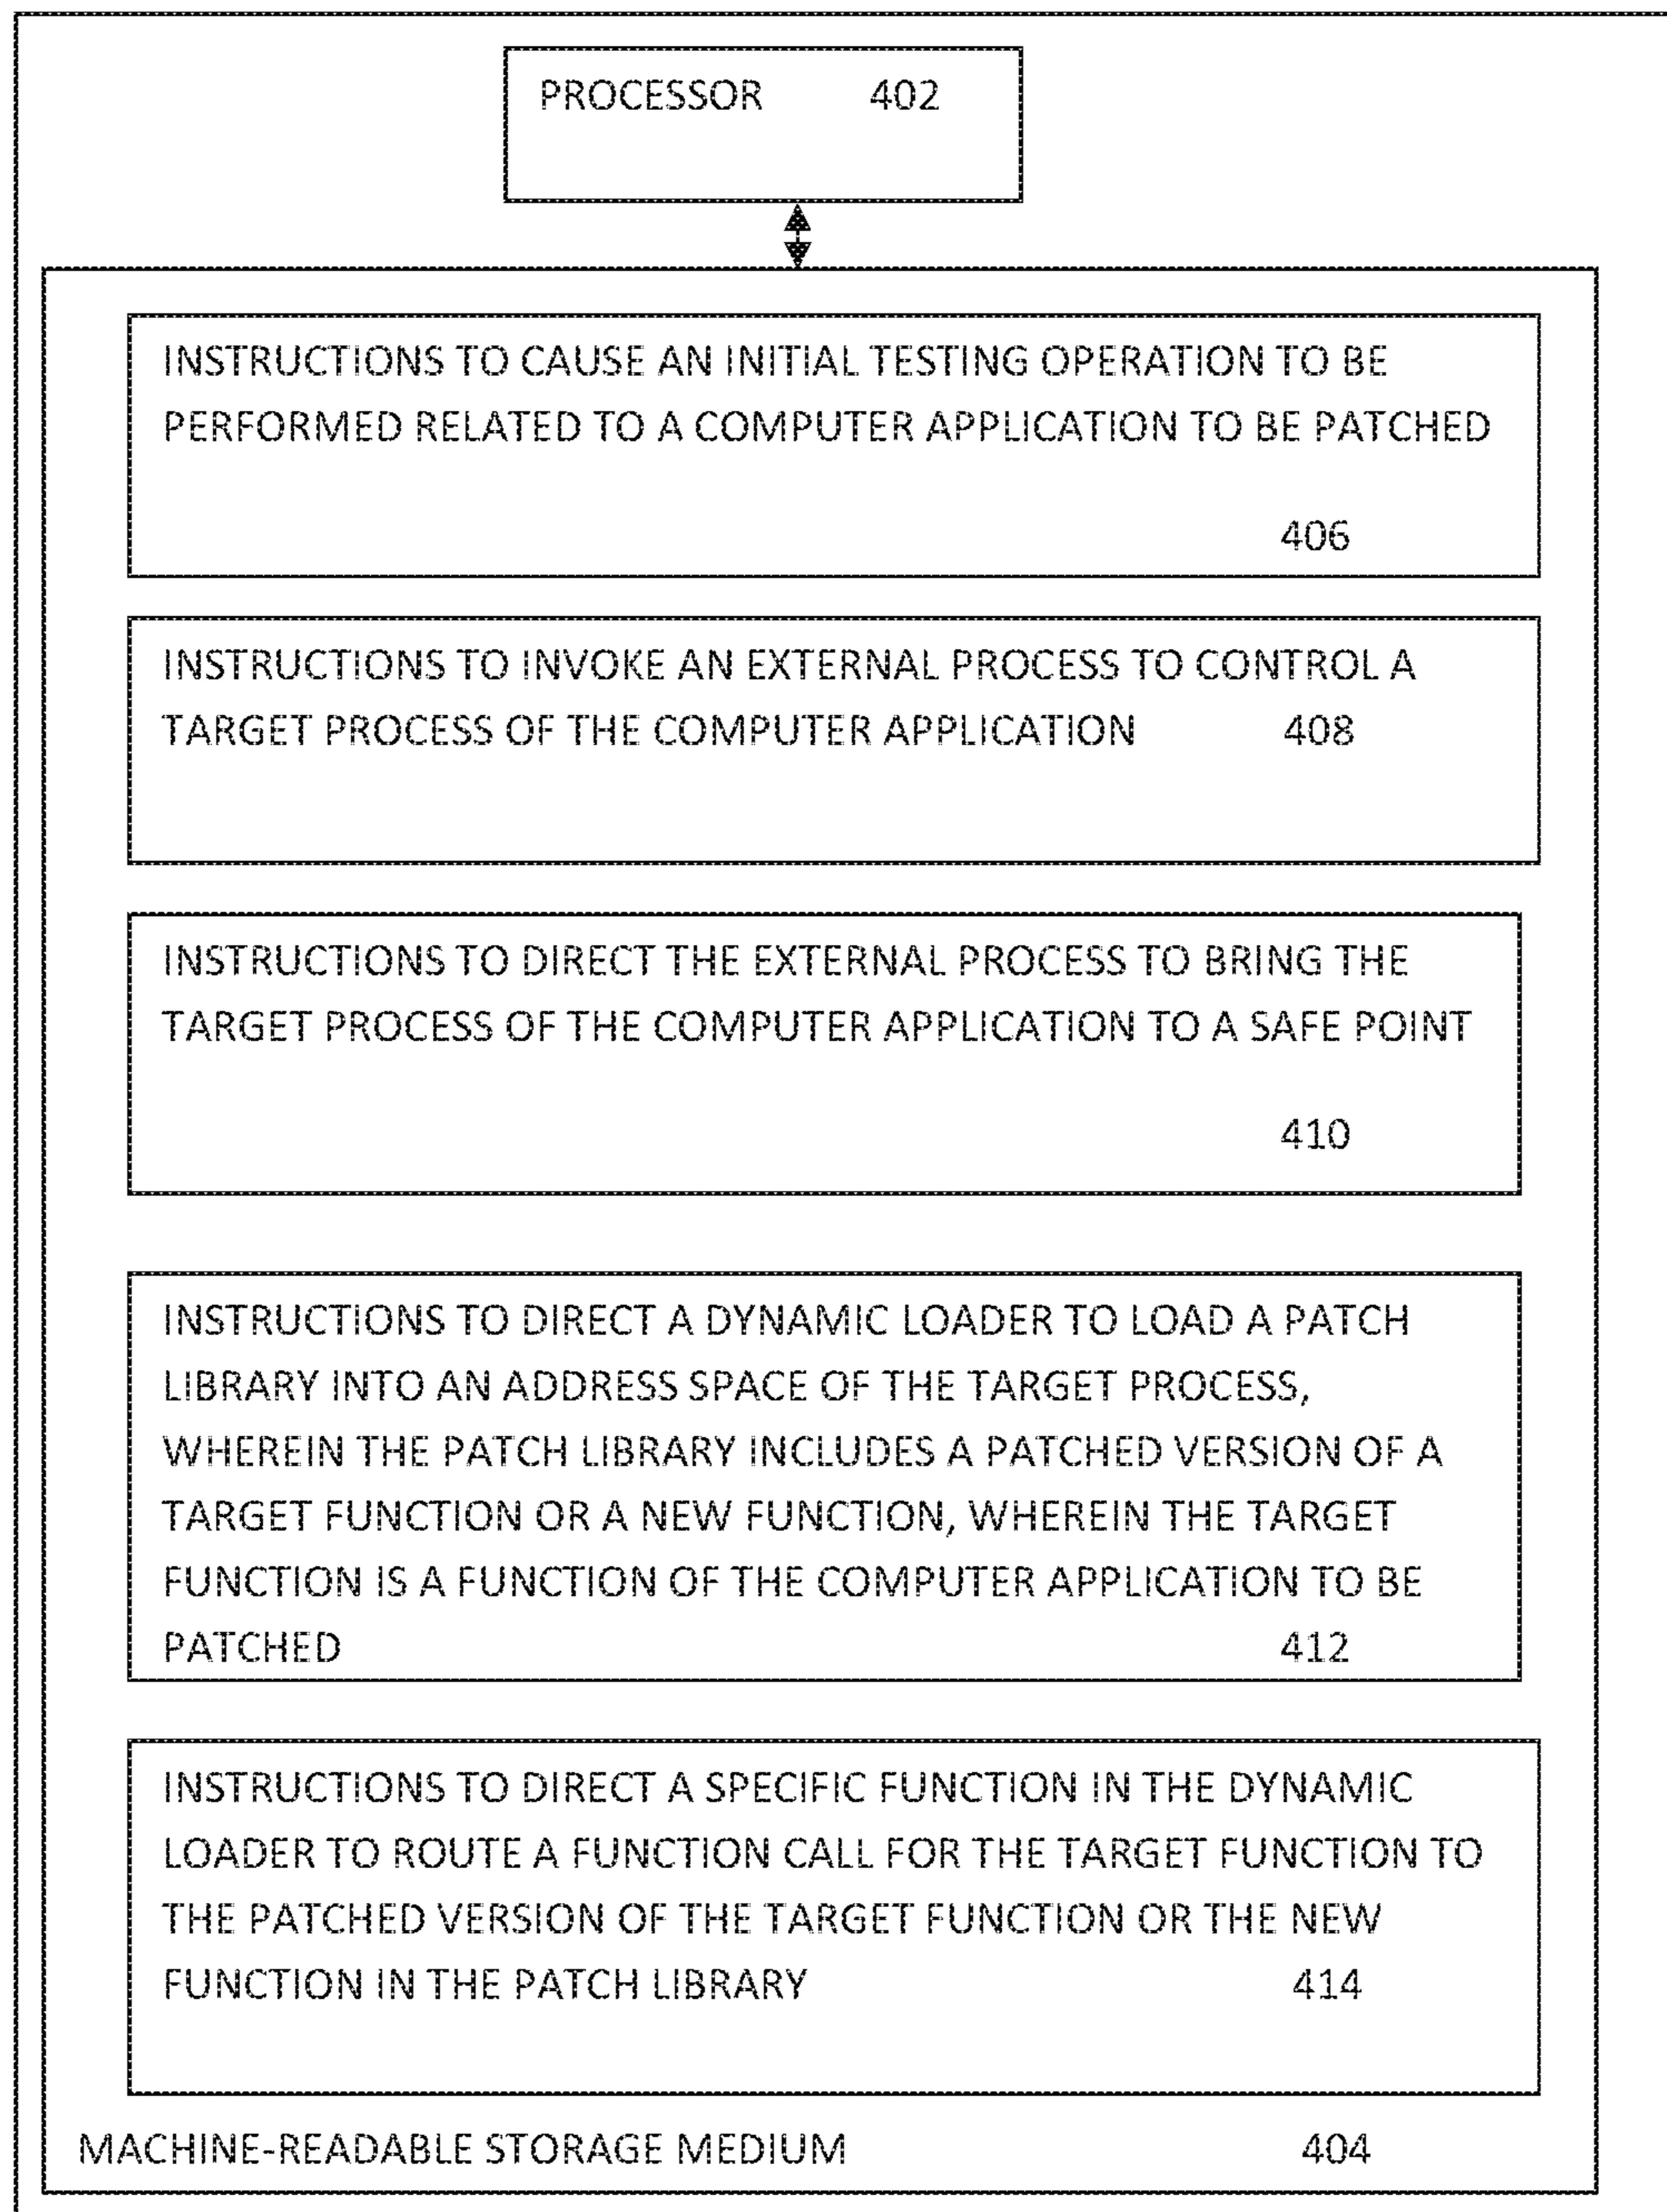 PROCESSOR 402
INSTRUCTIONS TO CAUSE AN INITIAL TESTING OPERATION TO BE
PERFORMED RELATED TO A COMPUTER APPLICATION TO BE PATCHED
406
INSTRUCTIONS TO INVOKE AN EXTERNAL PROCESS TO CONTROL A
TARGET PROCESS OF THE COMPUTER APPLICATION 408
INSTRUCTIONS TO DIRECT THE EXTERNAL PROCESS TO BRING THE
TARGET PROCESS OF THE COMPUTER APPLICATION TO A SAFE POINT
410
INSTRUCTIONS TO DIRECT A DYNAMIC LOADER TO LOAD A PATCH
LIBRARY INTO AN ADDRESS SPACE OF THE TARGET PROCESS,
WHEREIN THE PATCH LIBRARY INCLUDES A PATCHED VERSION OF A
TARGET FUNCTION OR A NEW FUNCTION, WHEREIN THE TARGET
FUNCTION IS A FUNCTION OF THE COMPUTER APPLICATION TO BE
PATCHED 412
INSTRUCTIONS TO DIRECT A SPECIFIC FUNCTION IN THE DYNAMIC
LOADER TO ROUTE A FUNCTION CALL FOR THE TARGET FUNCTION TO
THE PATCHED VERSION OF THE TARGET FUNCTION OR THE NEW
FUNCTION IN THE PATCH LIBRARY 414
MACHINE-READABLE STORAGE MEDIUM 404